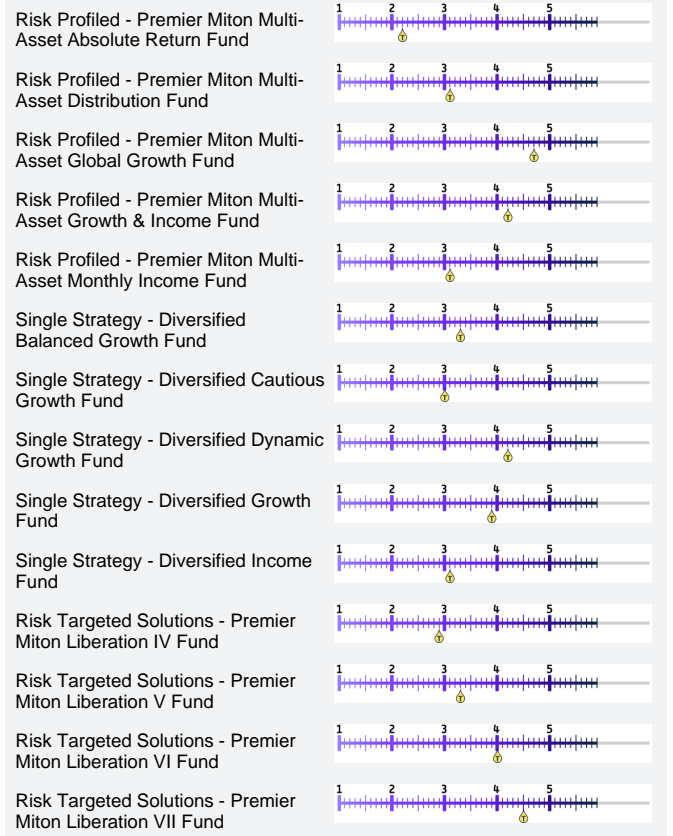 Risk Profiled - Premier Miton Multi-
Asset Absolute Return Fund
1 2 3 4 5
T
Risk Profiled - Premier Miton Multi-
Asset Distribution Fund
1 2 3 4 5
T
Risk Profiled - Premier Miton Multi-
Asset Global Growth Fund
1 2 3 4 5
T
Risk Profiled - Premier Miton Multi-
Asset Growth & Income Fund
1 2 3 4 5
T
Risk Profiled - Premier Miton Multi-
Asset Monthly Income Fund
1 2 3 4 5
T
Single Strategy - Diversified
Balanced Growth Fund
1 2 3 4 5
T
Single Strategy - Diversified Cautious
Growth Fund
1 2 3 4 5
T
Single Strategy - Diversified Dynamic
Growth Fund
1 2 3 4 5
T
Single Strategy - Diversified Growth
Fund
1 2 3 4 5
T
Single Strategy - Diversified Income
Fund
1 2 3 4 5
T
Risk Targeted Solutions - Premier
Miton Liberation IV Fund
1 2 3 4 5
T
Risk Targeted Solutions - Premier
Miton Liberation V Fund
1 2 3 4 5
T
Risk Targeted Solutions - Premier
Miton Liberation VI Fund
1 2 3 4 5
T
Risk Targeted Solutions - Premier
Miton Liberation VII Fund
1 2 3 4 5
T